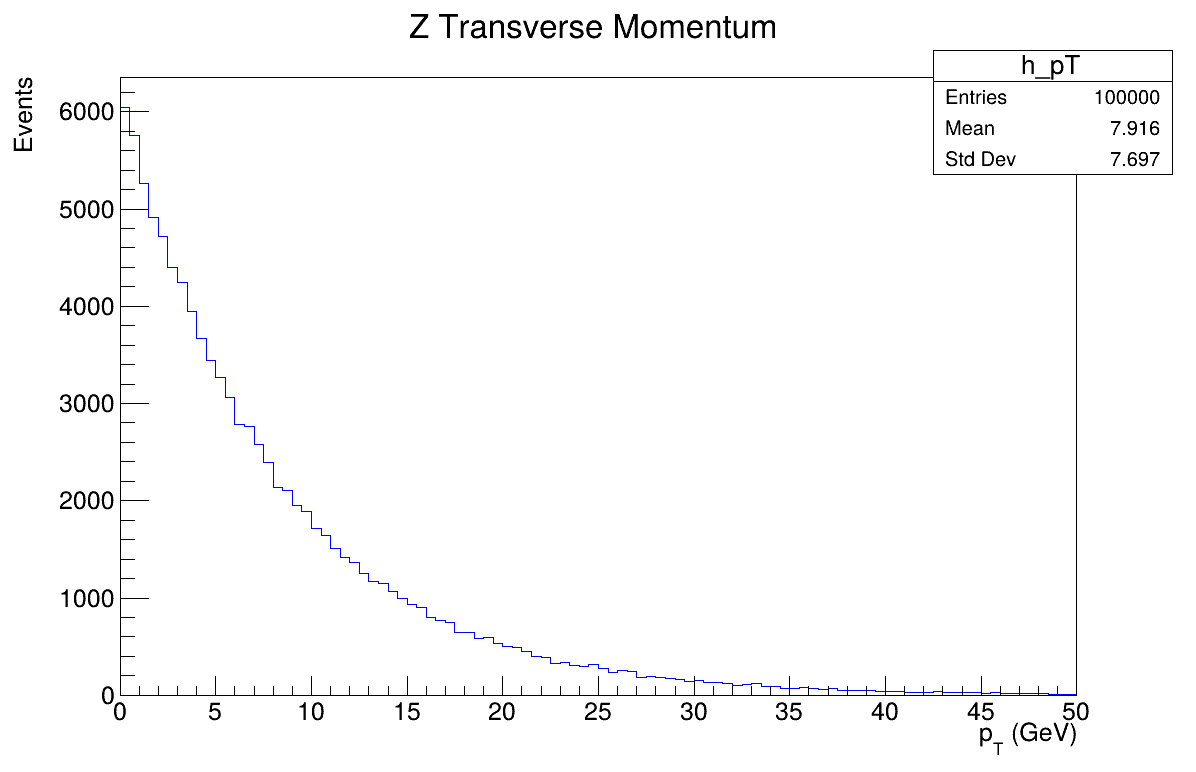 Z Transverse Momentum
h_pT
Entries 100000
Mean 7.916
Std Dev 7.697
Events
6000
5000
4000
3000
2000
1000
0
0 5 10 15 20 25 30 35 40 45 50
p_T (GeV)